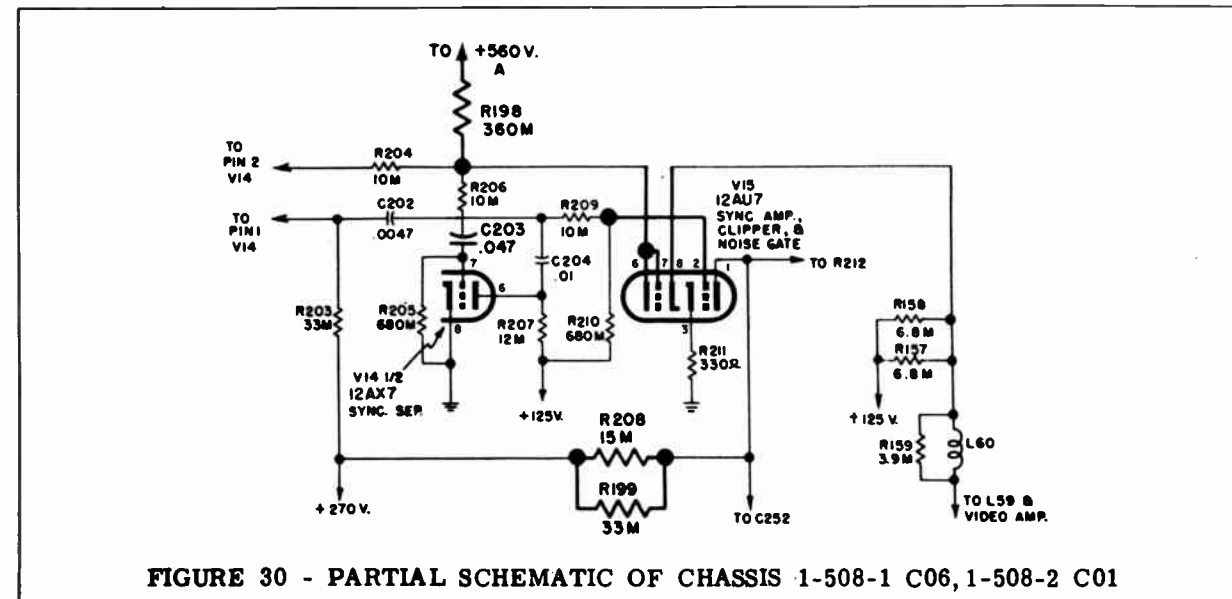 TO +560 V.
A
R198
360M
TO
PIN 2
V14
R204
10M
R206
10M
C202
.0047
R209
10M
V15
12AU7
SYNC AMP.,
CLIPPER, &
NOISE GATE
TO
PIN 1
V14
C203
.047
7
C204
.01
6 7 8 2 1
TO R212
6
R203
33M
R205
680M
8
R207
12M
R210
680M
3
R211
330Ω
R158
6.8M
R157
6.8M
V14 1/2
12AX7
SYNC. SEP.
+125V.
+125 V.
R208
15M
R159
3.9M
L60
R199
33M
+270 V.
TO C252
TO L59 &
VIDEO AMP.
FIGURE 30 - PARTIAL SCHEMATIC OF CHASSIS 1-508-1 C06, 1-508-2 C01